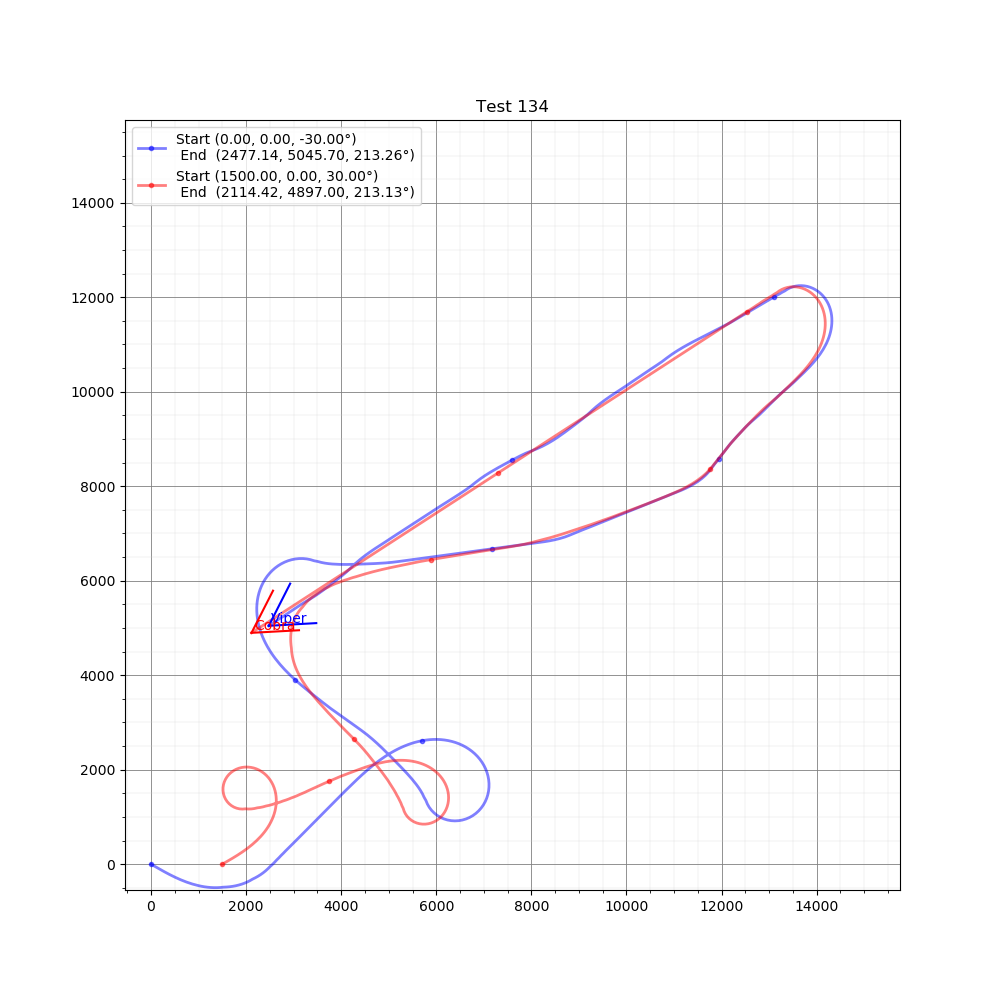 Test 134
Start (0.00, 0.00, -30.00°)
End (2477.14, 5045.70, 213.26°)
Start (1500.00, 0.00, 30.00°)
End (2114.42, 4897.00, 213.13°)
14000
12000
10000
8000
6000
4000
2000
0
Viper
Cobra
0 2000 4000 6000 8000 10000 12000 14000